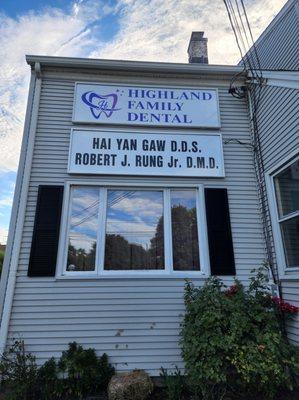 HIGHLAND
FAMILY
DENTAL
HAI YAN GAW D.D.S.
ROBERT J. RUNG Jr. D.M.D.